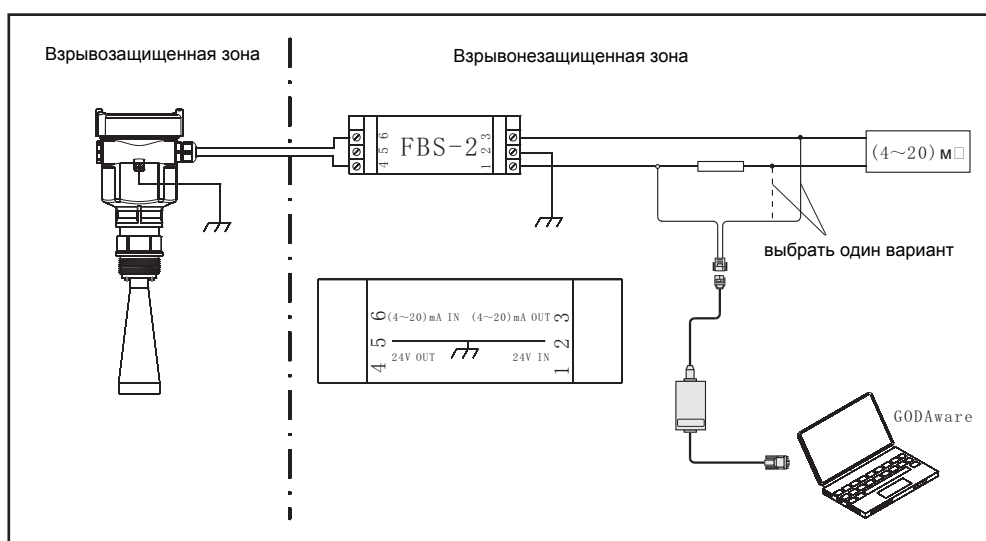 Взрывозащищенная зона
Взрывонезащищенная зона
4 5 6
FBS-2
1 2 3
(4~20) м□
выбрать один вариант
6 (4~20)mA IN (4~20)mA OUT 3
5 2
4 24V OUT 24V IN 1
GODAware